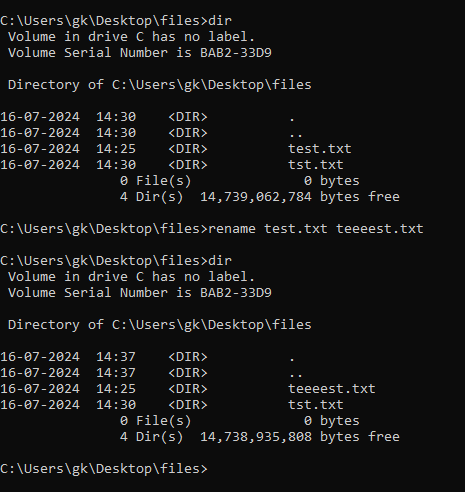 C:\Users\gk\Desktop\files>dir
 Volume in drive C has no label.
 Volume Serial Number is BAB2-33D9

 Directory of C:\Users\gk\Desktop\files

16-07-2024  14:30    <DIR>          .
16-07-2024  14:30    <DIR>          ..
16-07-2024  14:25    <DIR>          test.txt
16-07-2024  14:30    <DIR>          tst.txt
               0 File(s)              0 bytes
               4 Dir(s)  14,739,062,784 bytes free

C:\Users\gk\Desktop\files>rename test.txt teeeest.txt

C:\Users\gk\Desktop\files>dir
 Volume in drive C has no label.
 Volume Serial Number is BAB2-33D9

 Directory of C:\Users\gk\Desktop\files

16-07-2024  14:37    <DIR>          .
16-07-2024  14:37    <DIR>          ..
16-07-2024  14:25    <DIR>          teeeest.txt
16-07-2024  14:30    <DIR>          tst.txt
               0 File(s)              0 bytes
               4 Dir(s)  14,738,935,808 bytes free

C:\Users\gk\Desktop\files>